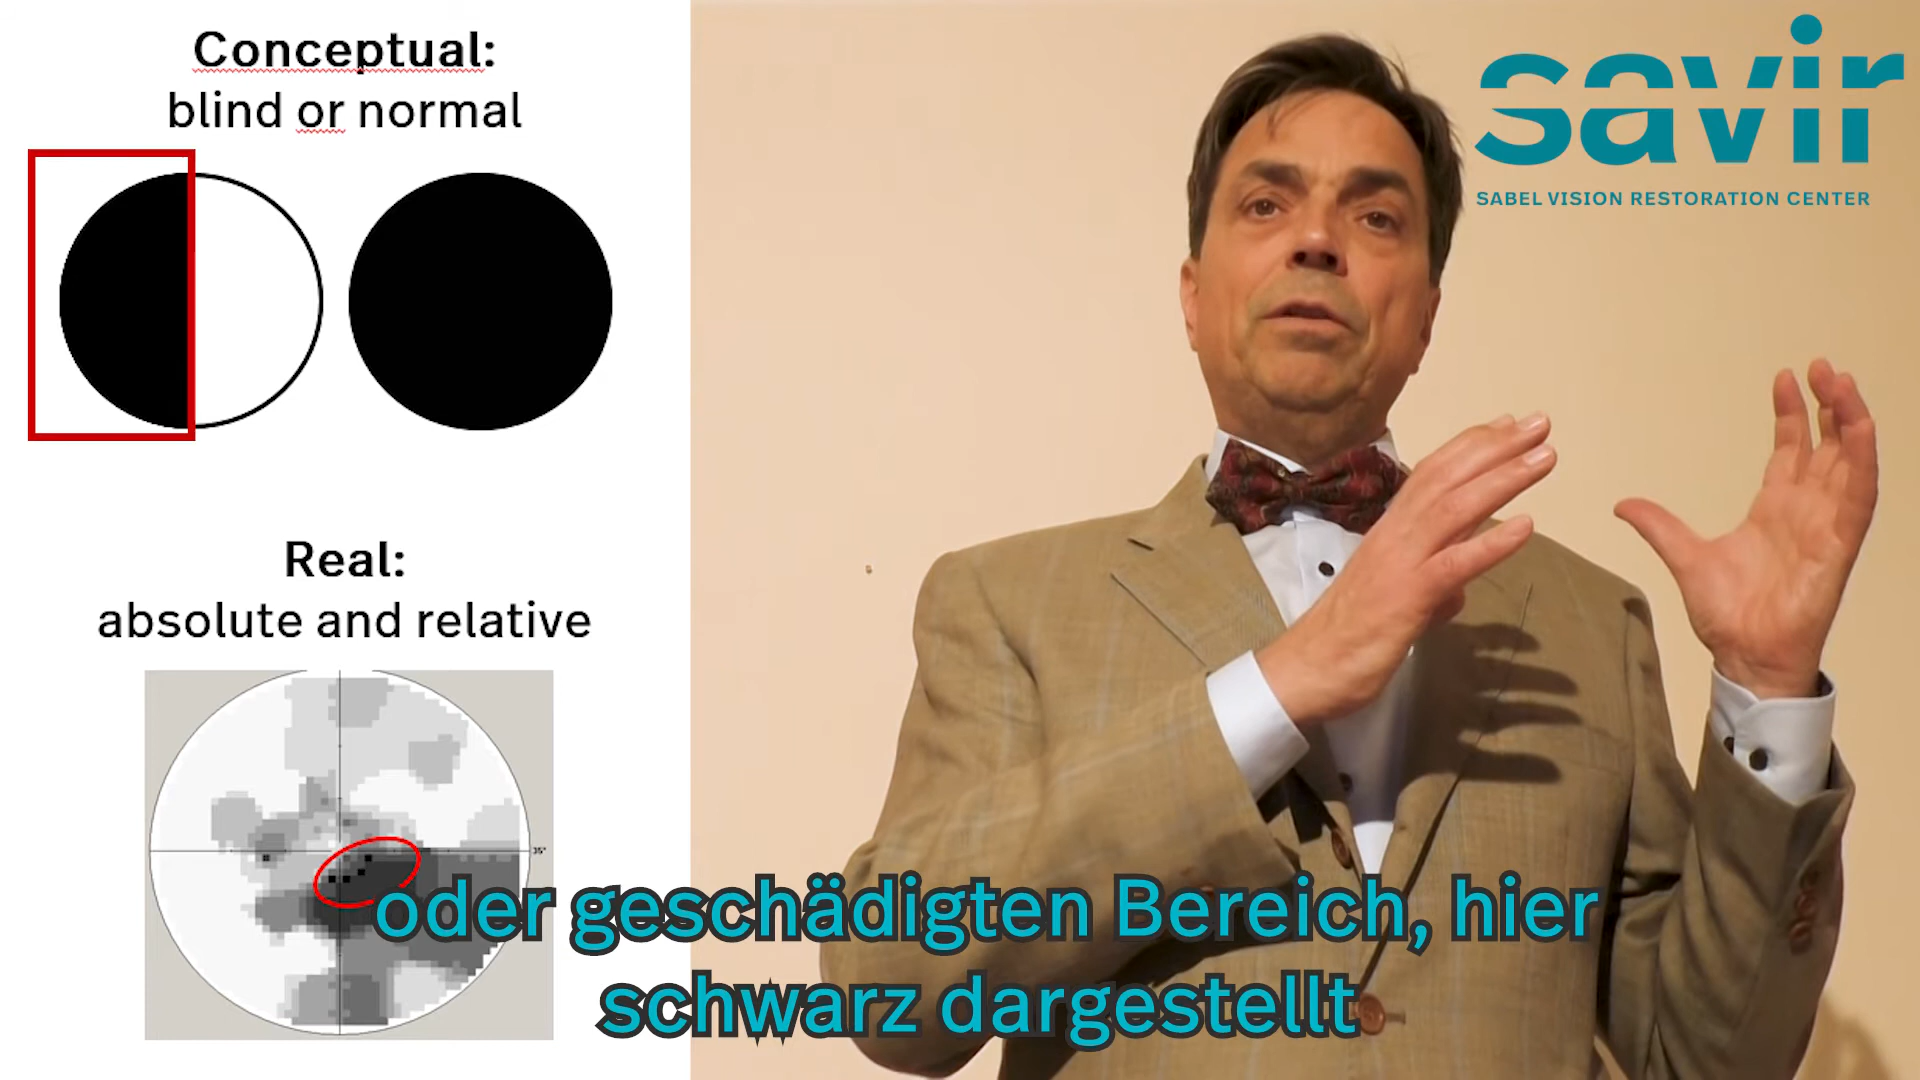 Conceptual:
blind or normal
Real:
absolute and relative
35°
savir
SABEL VISION RESTORATION CENTER
oder geschädigten Bereich, hier
schwarz dargestellt